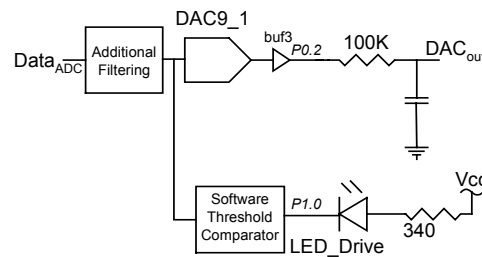 DAC9_1
Data ADC
Additional
Filtering
buf3
P0.2
100K
DAC out
Software
Threshold
Comparator
P1.0
LED_Drive
340
Vcc